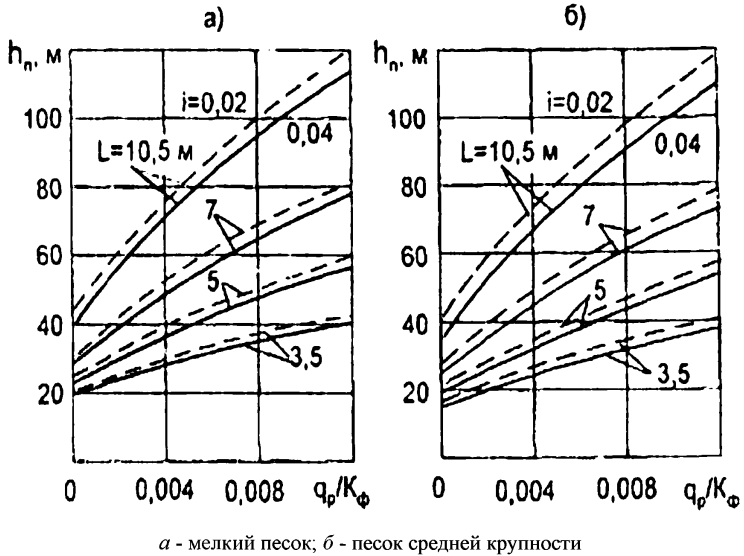 а) б)
hп, м hп, м
i=0,02 i=0,02
100 0,04 100 0,04
L=10,5 м L=10,5 м
80 80
7 7
60 60
5 5
40 40
3,5 3,5
20 20
0 0,004 0,008 qр/Kф 0 0,004 0,008 qр/Kф
а - мелкий песок; б - песок средней крупности